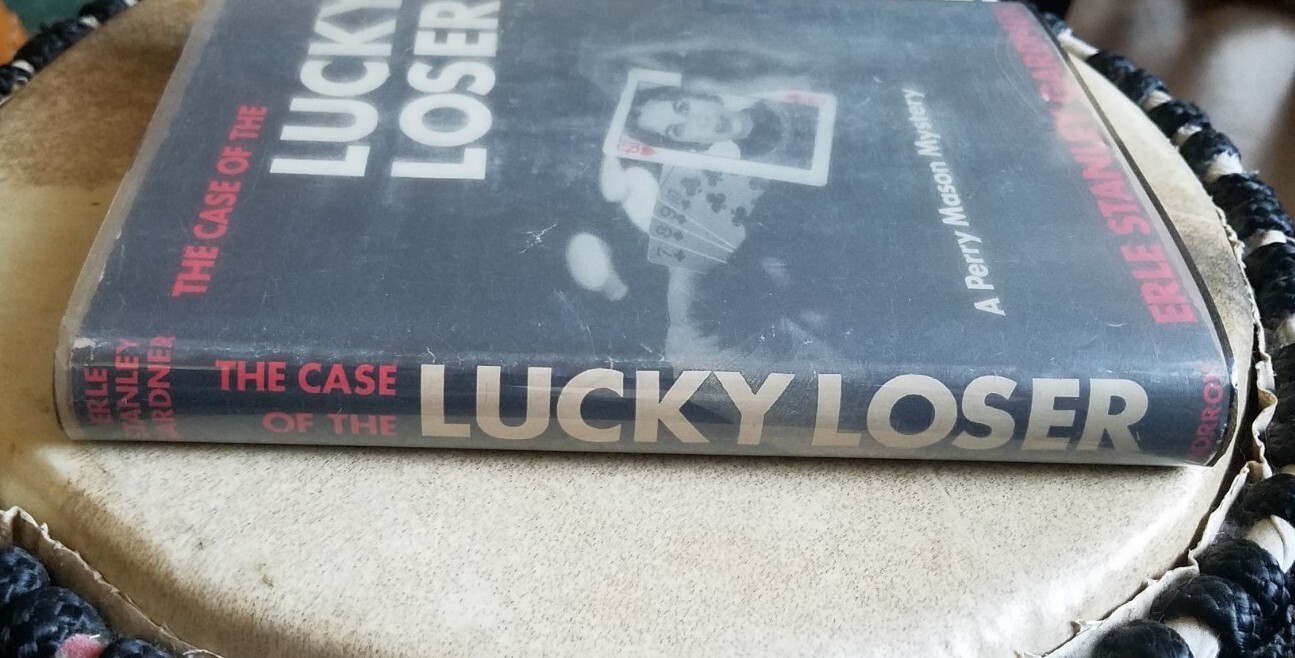 THE CASE OF THE
LUCKY
LOSER
A Perry Mason Mystery
ERLE STANLEY GARDNER
ERLE
STANLEY
GARDNER
THE CASE
OF THE
LUCKY LOSER